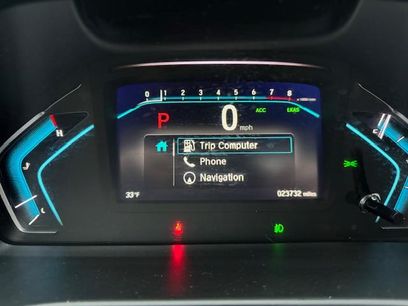 0 1 2 3 4 5 6 7 8
ACC LKAS
P 0 mph
H
Trip Computer
Phone
Navigation
C
33°F 023732 miles